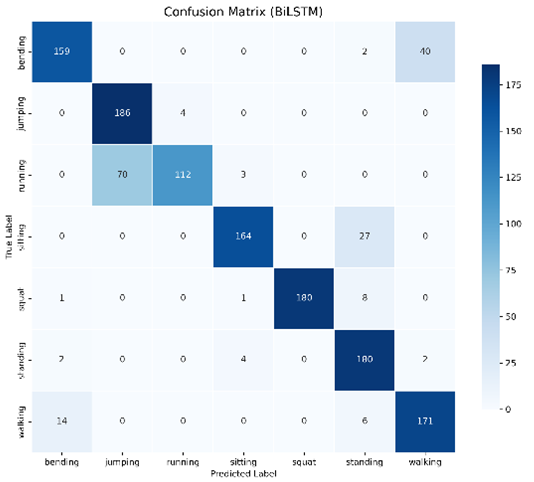 Confusion Matrix (BiLSTM)
bending 159 0 0 0 0 2 40
jumping 0 186 4 0 0 0 0
running 0 70 112 3 0 0 0
sitting 0 0 0 164 0 27 0
squat 1 0 0 1 180 8 0
standing 2 0 0 4 0 180 2
walking 14 0 0 0 0 6 171
True Label
bending jumping running sitting squat standing walking
Predicted Label
175
150
125
100
75
50
25
0